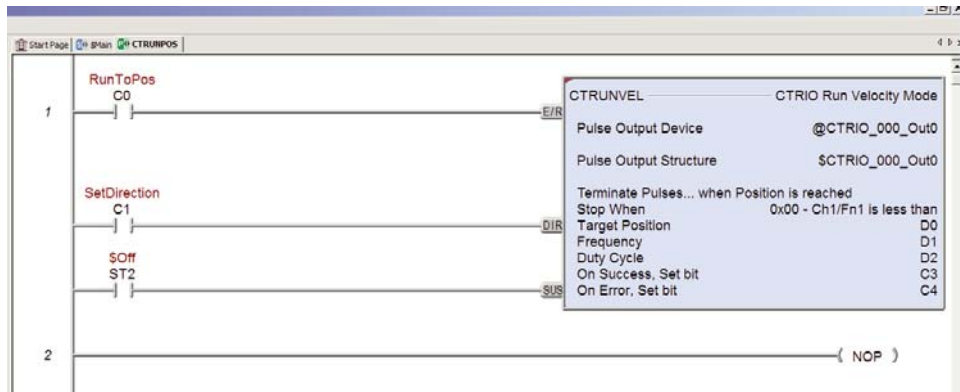 Start Page $Main CTRUNPOS
1
RunToPos
C0
E/R
SetDirection
C1
DIR
$Off
ST2
SUS
CTRUNVEL CTRIO Run Velocity Mode
Pulse Output Device @CTRIO_000_Out0
Pulse Output Structure $CTRIO_000_Out0
Terminate Pulses... when Position is reached
Stop When 0x00 - Ch1/Fn1 is less than
Target Position D0
Frequency D1
Duty Cycle D2
On Success, Set bit C3
On Error, Set bit C4
2
NOP